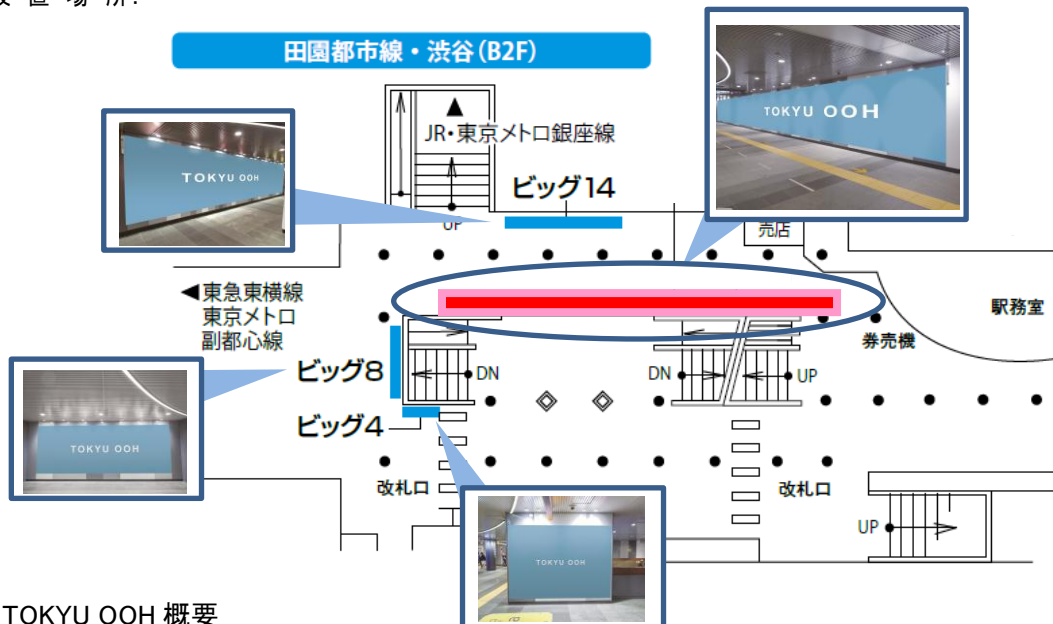 設 置 場 所:
田園都市線・渋谷(B2F)
TOKYU OOH
▲
JR・東京メトロ銀座線
TOKYU OOH
ビッグ14
UP
売店
◀東急東横線
東京メトロ
副都心線
駅務室
券売機
ビッグ8
DN
DN
UP
ビッグ4
TOKYU OOH
改札口
改札口
UP
TOKYU OOH
TOKYU OOH 概要